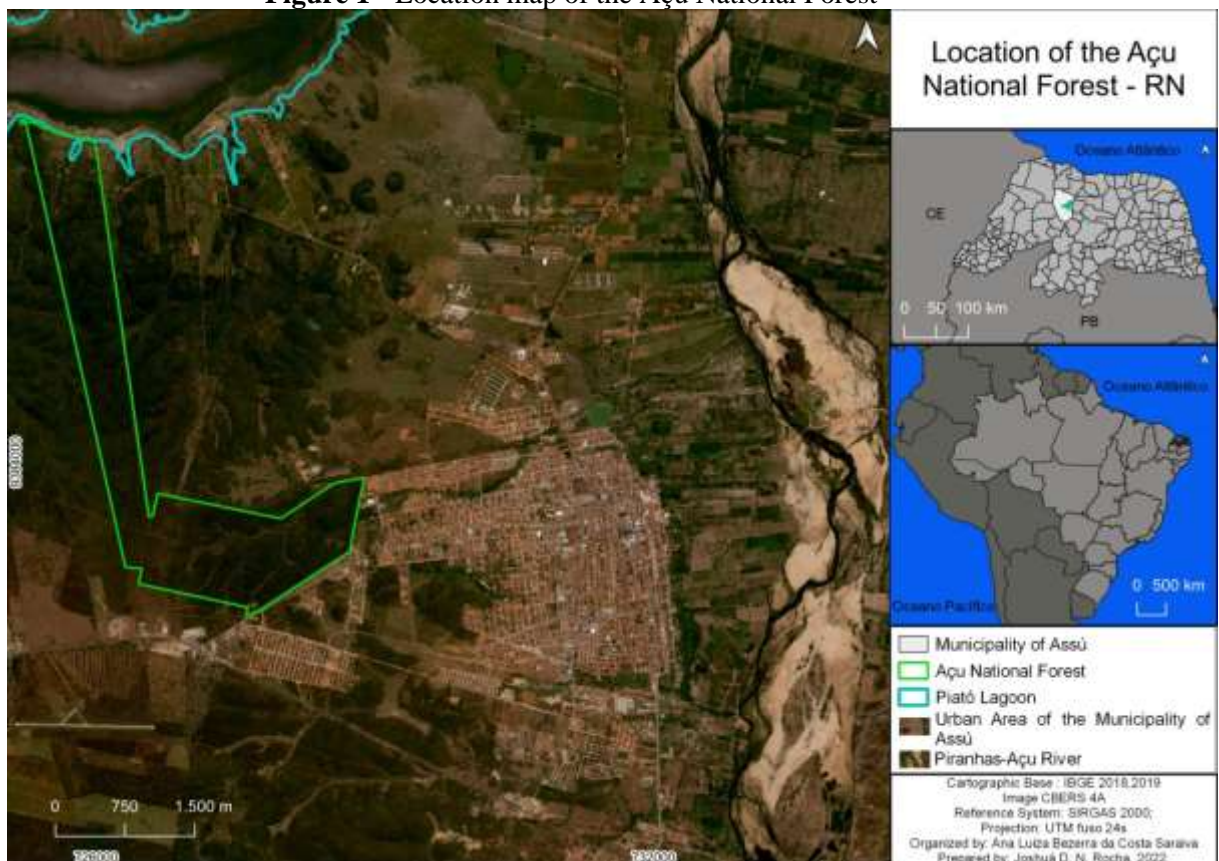 Figure 1 - Location map of the Açu National Forest
Location of the Açu
National Forest - RN
Oceano Atlântico
CE
0 50 100 km
PB
Oceano Atlântico
Oceano Pacífico
0 500 km
Municipality of Assú
Açu National Forest
Piató Lagoon
Urban Area of the Municipality of
Assú
Piranhas-Açu River
Cartographic Base : IBGE 2018,2019
Image CBERS 4A
Reference System: SIRGAS 2000;
Projection: UTM fuso 24s
Organized by: Ana Luiza Bezerra da Costa Saraiva
Prepared by: Joshuá D. N. Rocha, 2022
0 750 1.500 m
726000
732000